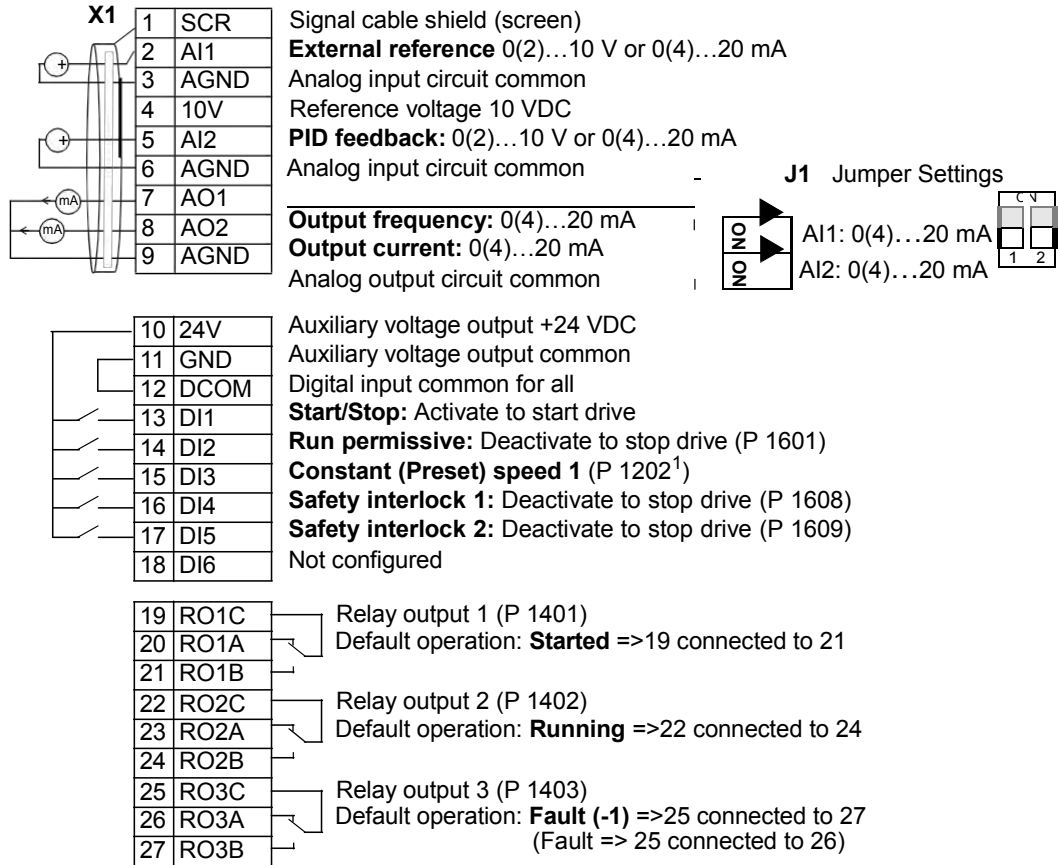 X1
1 SCR Signal cable shield (screen)
2 AI1 External reference 0(2)…10 V or 0(4)…20 mA
3 AGND Analog input circuit common
4 10V Reference voltage 10 VDC
+
5 AI2 PID feedback: 0(2)…10 V or 0(4)…20 mA
+
6 AGND Analog input circuit common
7 AO1
mA
8 AO2 Output frequency: 0(4)…20 mA
mA
Output current: 0(4)…20 mA
9 AGND Analog output circuit common
J1 Jumper Settings
ON AI1: 0(4)…20 mA
ON AI2: 0(4)…20 mA
1 2
10 24V Auxiliary voltage output +24 VDC
11 GND Auxiliary voltage output common
12 DCOM Digital input common for all
13 DI1 Start/Stop: Activate to start drive
14 DI2 Run permissive: Deactivate to stop drive (P 1601)
15 DI3 Constant (Preset) speed 1 (P 1202¹)
16 DI4 Safety interlock 1: Deactivate to stop drive (P 1608)
17 DI5 Safety interlock 2: Deactivate to stop drive (P 1609)
18 DI6 Not configured
19 RO1C Relay output 1 (P 1401)
20 RO1A Default operation: Started =>19 connected to 21
21 RO1B
22 RO2C Relay output 2 (P 1402)
23 RO2A Default operation: Running =>22 connected to 24
24 RO2B
25 RO3C Relay output 3 (P 1403)
26 RO3A Default operation: Fault (-1) =>25 connected to 27
27 RO3B (Fault => 25 connected to 26)